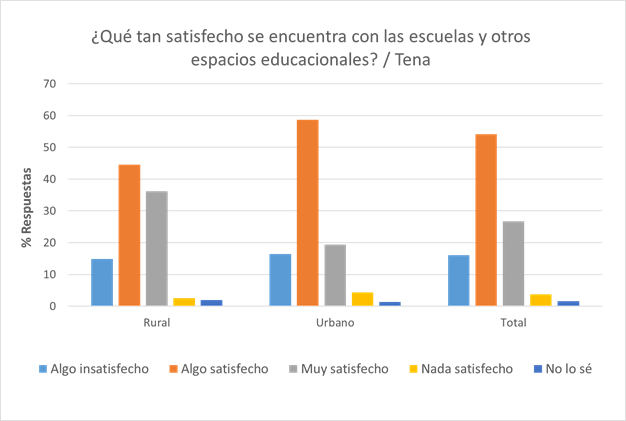 ¿Qué tan satisfecho se encuentra con las escuelas y otros
espacios educacionales? / Tena
% Respuestas
70
60
50
40
30
20
10
0
Rural Urbano Total
Algo insatisfecho Algo satisfecho Muy satisfecho Nada satisfecho No lo sé